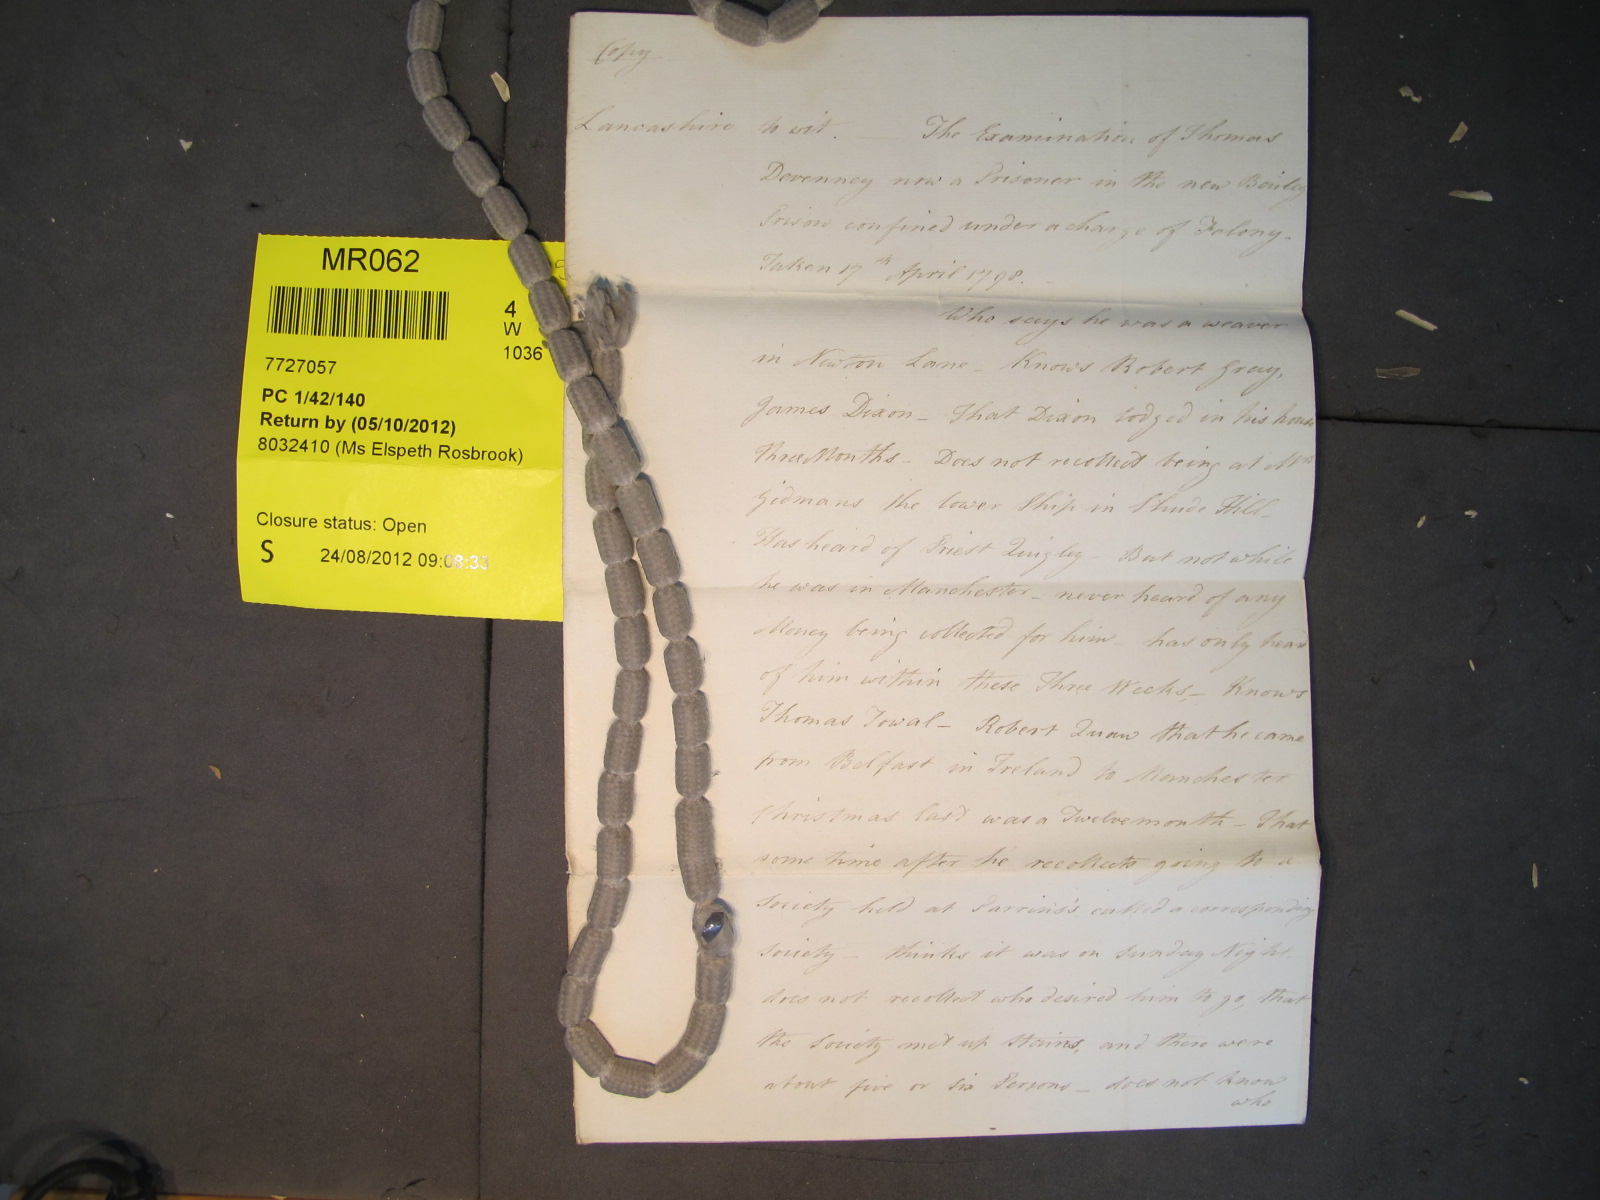 MR062
4
W
1036
7727057
PC 1/42/140
Return by (05/10/2012)
8032410 (Ms Elspeth Rosbrook)
Closure status: Open
S 24/08/2012 09:08:33
Copy
Lancashire to wit. The Examination of Thomas
Devenney now a Prisoner in the new Bailey
Prison confined under a charge of Felony.
Taken 17th April 1798.
Who says he was a weaver
in Newton Lane - Knows Robert Gray,
James Dixon - That Dixon lodged in his house
three Months - Does not recollect being at Mrs
Gidmans the lower Ship in Shude Hill -
Has heard of Priest Quigley - But not while
he was in Manchester - never heard of any
Money being collected for him - has only hear
of him within these Three Weeks - Knows
Thomas Towal - Robert Quaw that he came
from Belfast in Ireland to Manchester
Christmas last was a Twelvemonth - That
some time after he recollects going to a
Society held at called a corresponding
Society - thinks it was on Sunday Night -
does not recollect who desired him to go, that
the Society met up Stairs, and there were
about five or six Persons - does not know
who